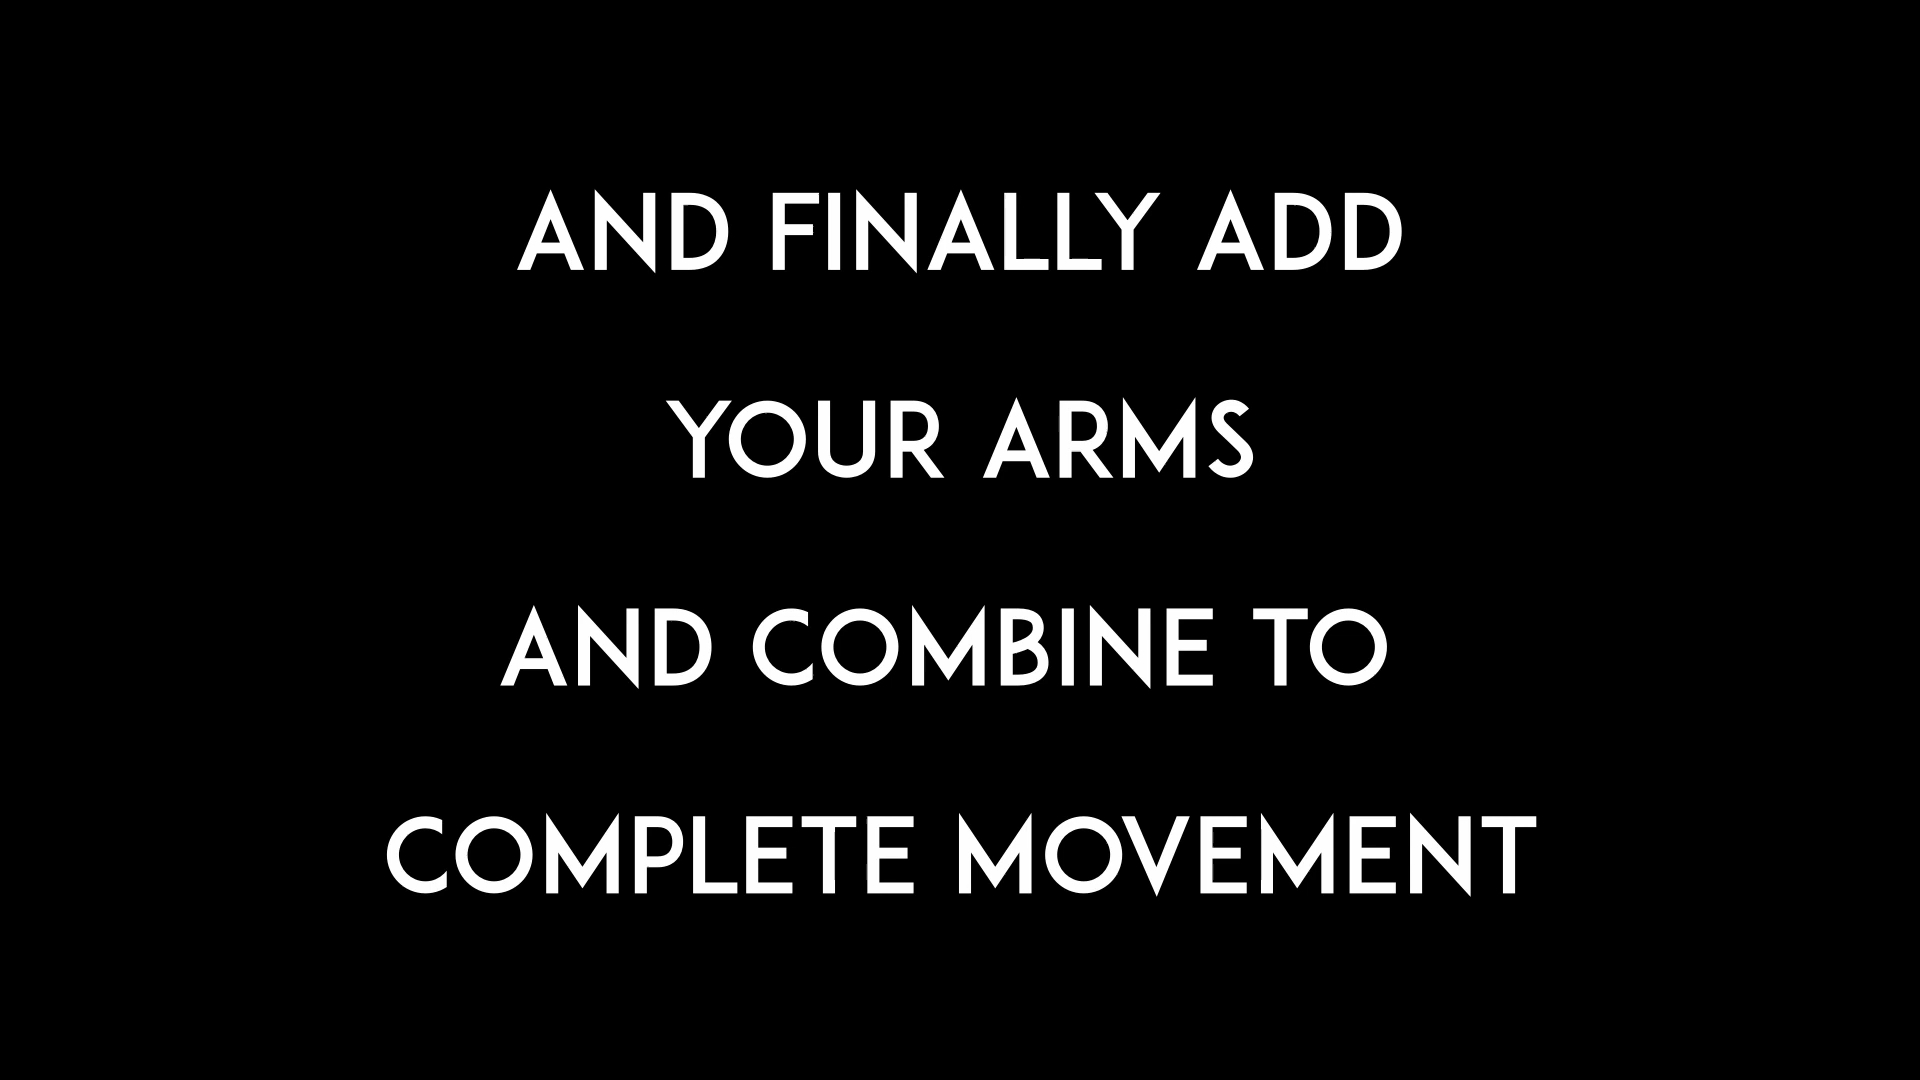 AND FINALLY ADD
YOUR ARMS
AND COMBINE TO
COMPLETE MOVEMENT